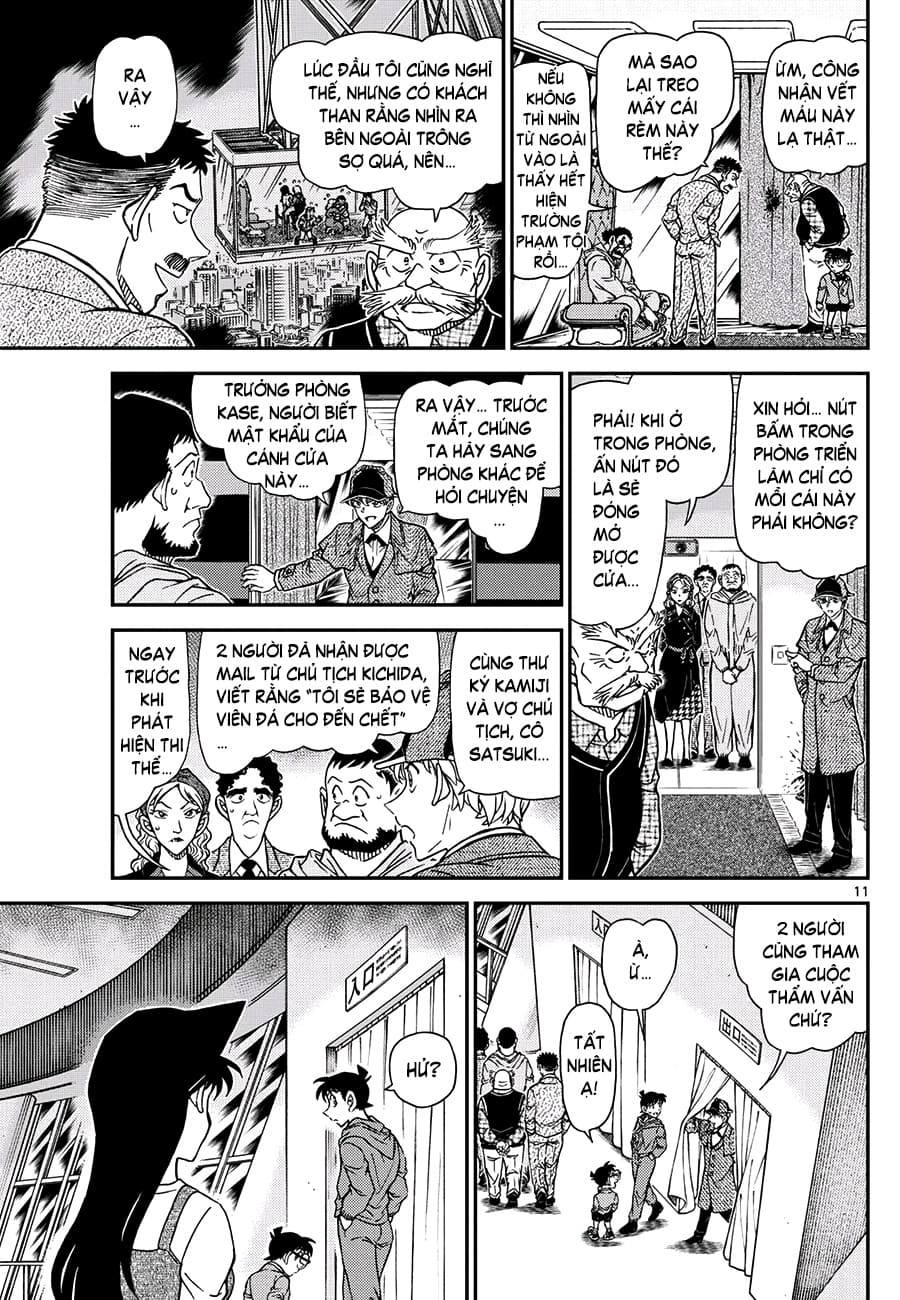 ỪM, CÔNG
NHẬN VẾT
MÁU NÀY
LẠ THẬT...
MÀ SAO
LẠI TREO
MẤY CÁI
RÈM NÀY
THẾ?
NẾU
KHÔNG
THÌ NHÌN
TỪ NGOÀI
VÀO LÀ
THẤY HẾT
HIỆN
TRƯỜNG
PHẠM TỘI
RỒI...
LÚC ĐẦU TÔI CŨNG NGHĨ
THẾ, NHƯNG CÓ KHÁCH
THAN RẰNG NHÌN RA
BÊN NGOÀI TRÔNG
SỢ QUÁ, NÊN...
RA
VẬY
...
XIN HỎI... NÚT
BẤM TRONG
PHÒNG TRIỂN
LÃM CHỈ CÓ
MỖI CÁI NÀY
PHẢI KHÔNG?
PHẢI! KHI Ở
TRONG PHÒNG,
ẤN NÚT ĐÓ
LÀ SẼ
ĐÓNG
MỞ
ĐƯỢC
CỬA...
RA VẬY... TRƯỚC
MẮT, CHÚNG
TA HÃY SANG
PHÒNG KHÁC ĐỂ
HỎI CHUYỆN
...
TRƯỞNG PHÒNG
KASE, NGƯỜI BIẾT
MẬT KHẨU CỦA
CÁNH CỬA
NÀY...
CÙNG THƯ
KÝ KAMIJI
VÀ VỢ CHỦ
TỊCH, CÔ
SATSUKI...
2 NGƯỜI ĐÃ NHẬN ĐƯỢC
MAIL TỪ CHỦ TỊCH KICHIDA,
VIẾT RẰNG "TÔI SẼ BẢO VỆ
VIÊN ĐÁ CHO ĐẾN CHẾT"
...
NGAY
TRƯỚC
KHI
PHÁT
HIỆN THI
THỂ...
11
2 NGƯỜI
CŨNG THAM
GIA CUỘC
THẨM VẤN
CHỨ?
À,
Ừ...
TẤT
NHIÊN
Ạ!
出口
入口
HỬ?